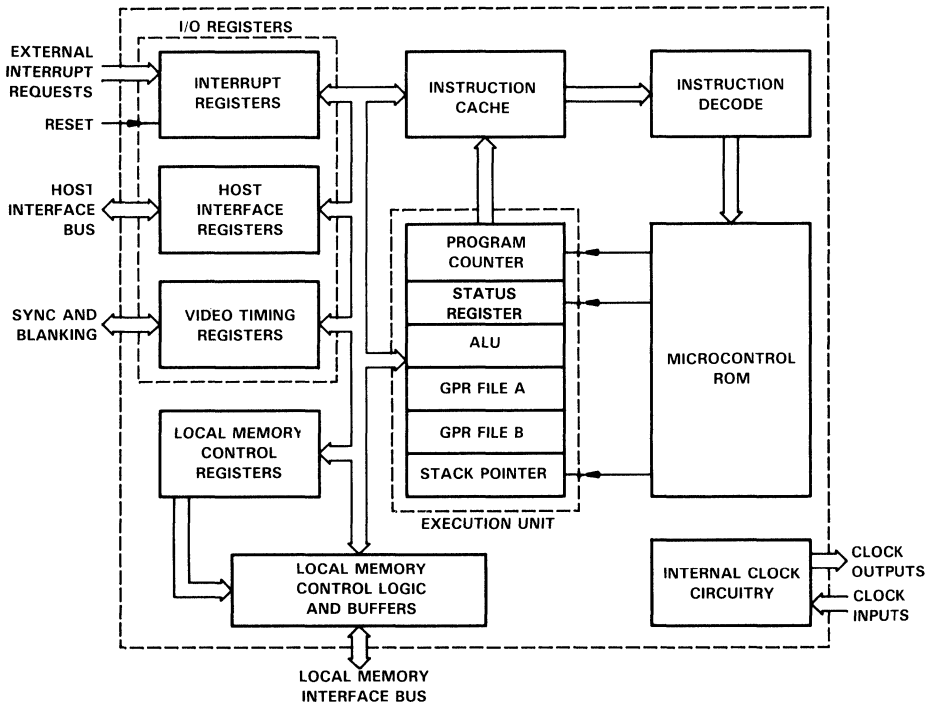 I/O REGISTERS
EXTERNAL
INTERRUPT
REQUESTS
RESET
INTERRUPT
REGISTERS
INSTRUCTION
CACHE
INSTRUCTION
DECODE
HOST
INTERFACE
BUS
HOST
INTERFACE
REGISTERS
SYNC AND
BLANKING
VIDEO TIMING
REGISTERS
PROGRAM
COUNTER
STATUS
REGISTER
ALU
GPR FILE A
GPR FILE B
STACK POINTER
EXECUTION UNIT
MICROCONTROL
ROM
LOCAL MEMORY
CONTROL
REGISTERS
LOCAL MEMORY
CONTROL LOGIC
AND BUFFERS
INTERNAL CLOCK
CIRCUITRY
CLOCK
OUTPUTS
CLOCK
INPUTS
LOCAL MEMORY
INTERFACE BUS